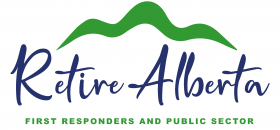 Retire Alberta
FIRST RESPONDERS AND PUBLIC SECTOR